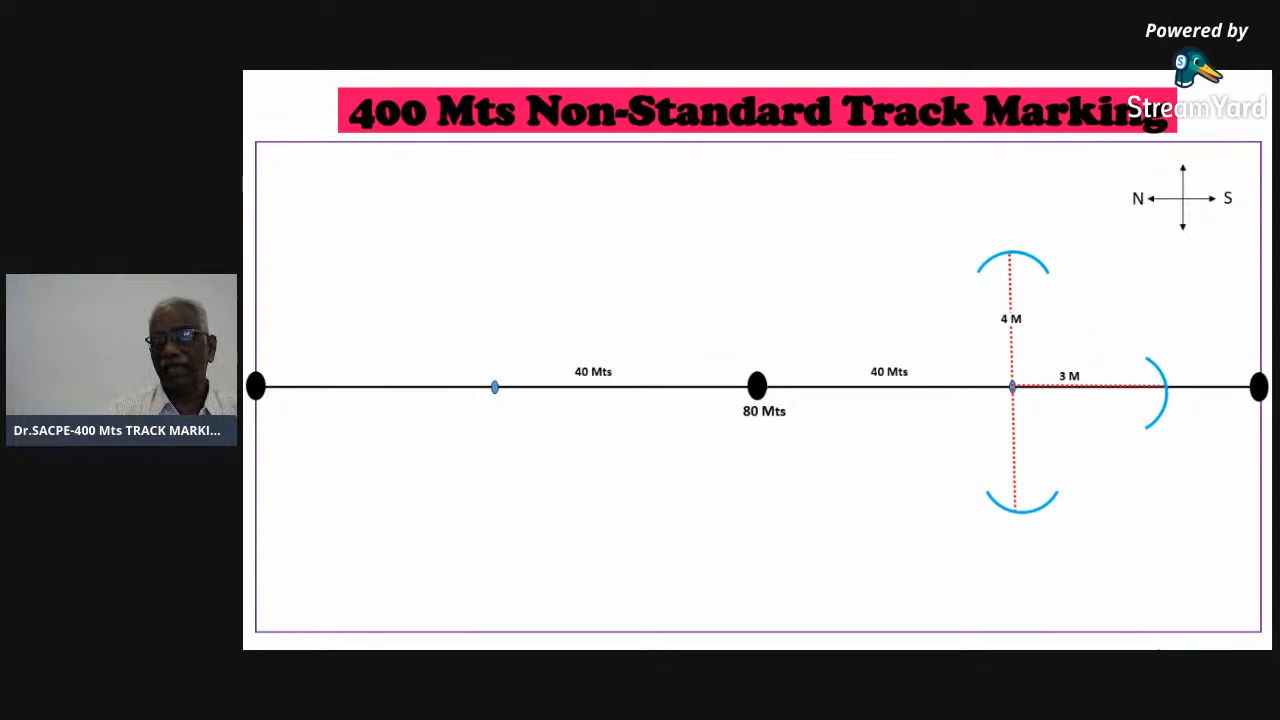 Powered by
StreamYard
400 Mts Non-Standard Track Marking
N
S
4 M
40 Mts
40 Mts
3 M
80 Mts
Dr.SACPE-400 Mts TRACK MARKI...